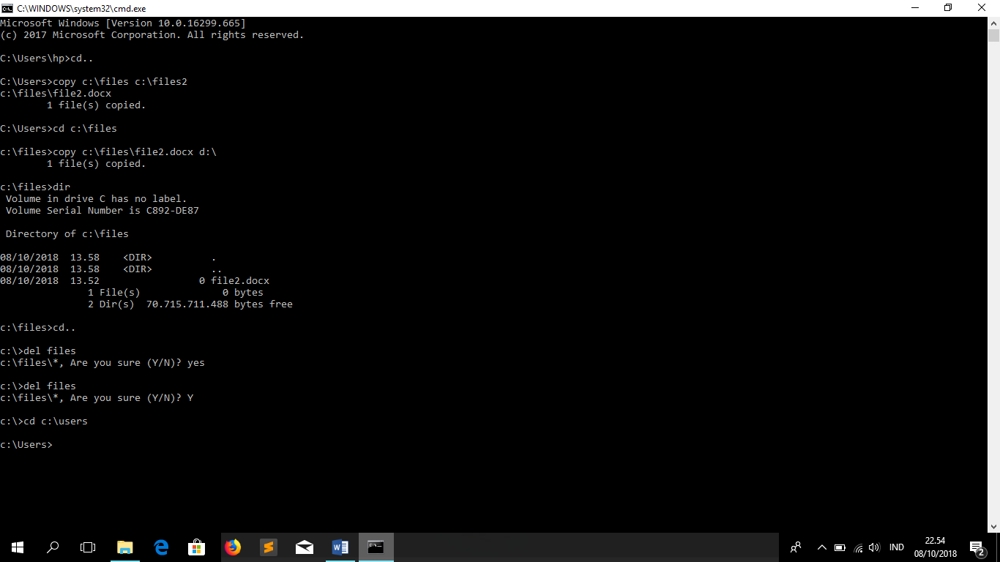 C:\WINDOWS\system32\cmd.exe
Microsoft Windows [Version 10.0.16299.665]
(c) 2017 Microsoft Corporation. All rights reserved.
C:\Users\hp>cd..
C:\Users>copy c:\files c:\files2
c:\files\file2.docx
        1 file(s) copied.
C:\Users>cd c:\files
c:\files>copy c:\files\file2.docx d:\
        1 file(s) copied.
c:\files>dir
 Volume in drive C has no label.
 Volume Serial Number is C892-DE87
 Directory of c:\files
08/10/2018  13.58    <DIR>          .
08/10/2018  13.58    <DIR>          ..
08/10/2018  13.52                 0 file2.docx
               1 File(s)              0 bytes
               2 Dir(s)  70.715.711.488 bytes free
c:\files>cd..
c:\>del files
c:\files\*, Are you sure (Y/N)? yes
c:\>del files
c:\files\*, Are you sure (Y/N)? Y
c:\>cd c:\users
c:\Users>
IND
22.54
08/10/2018
2